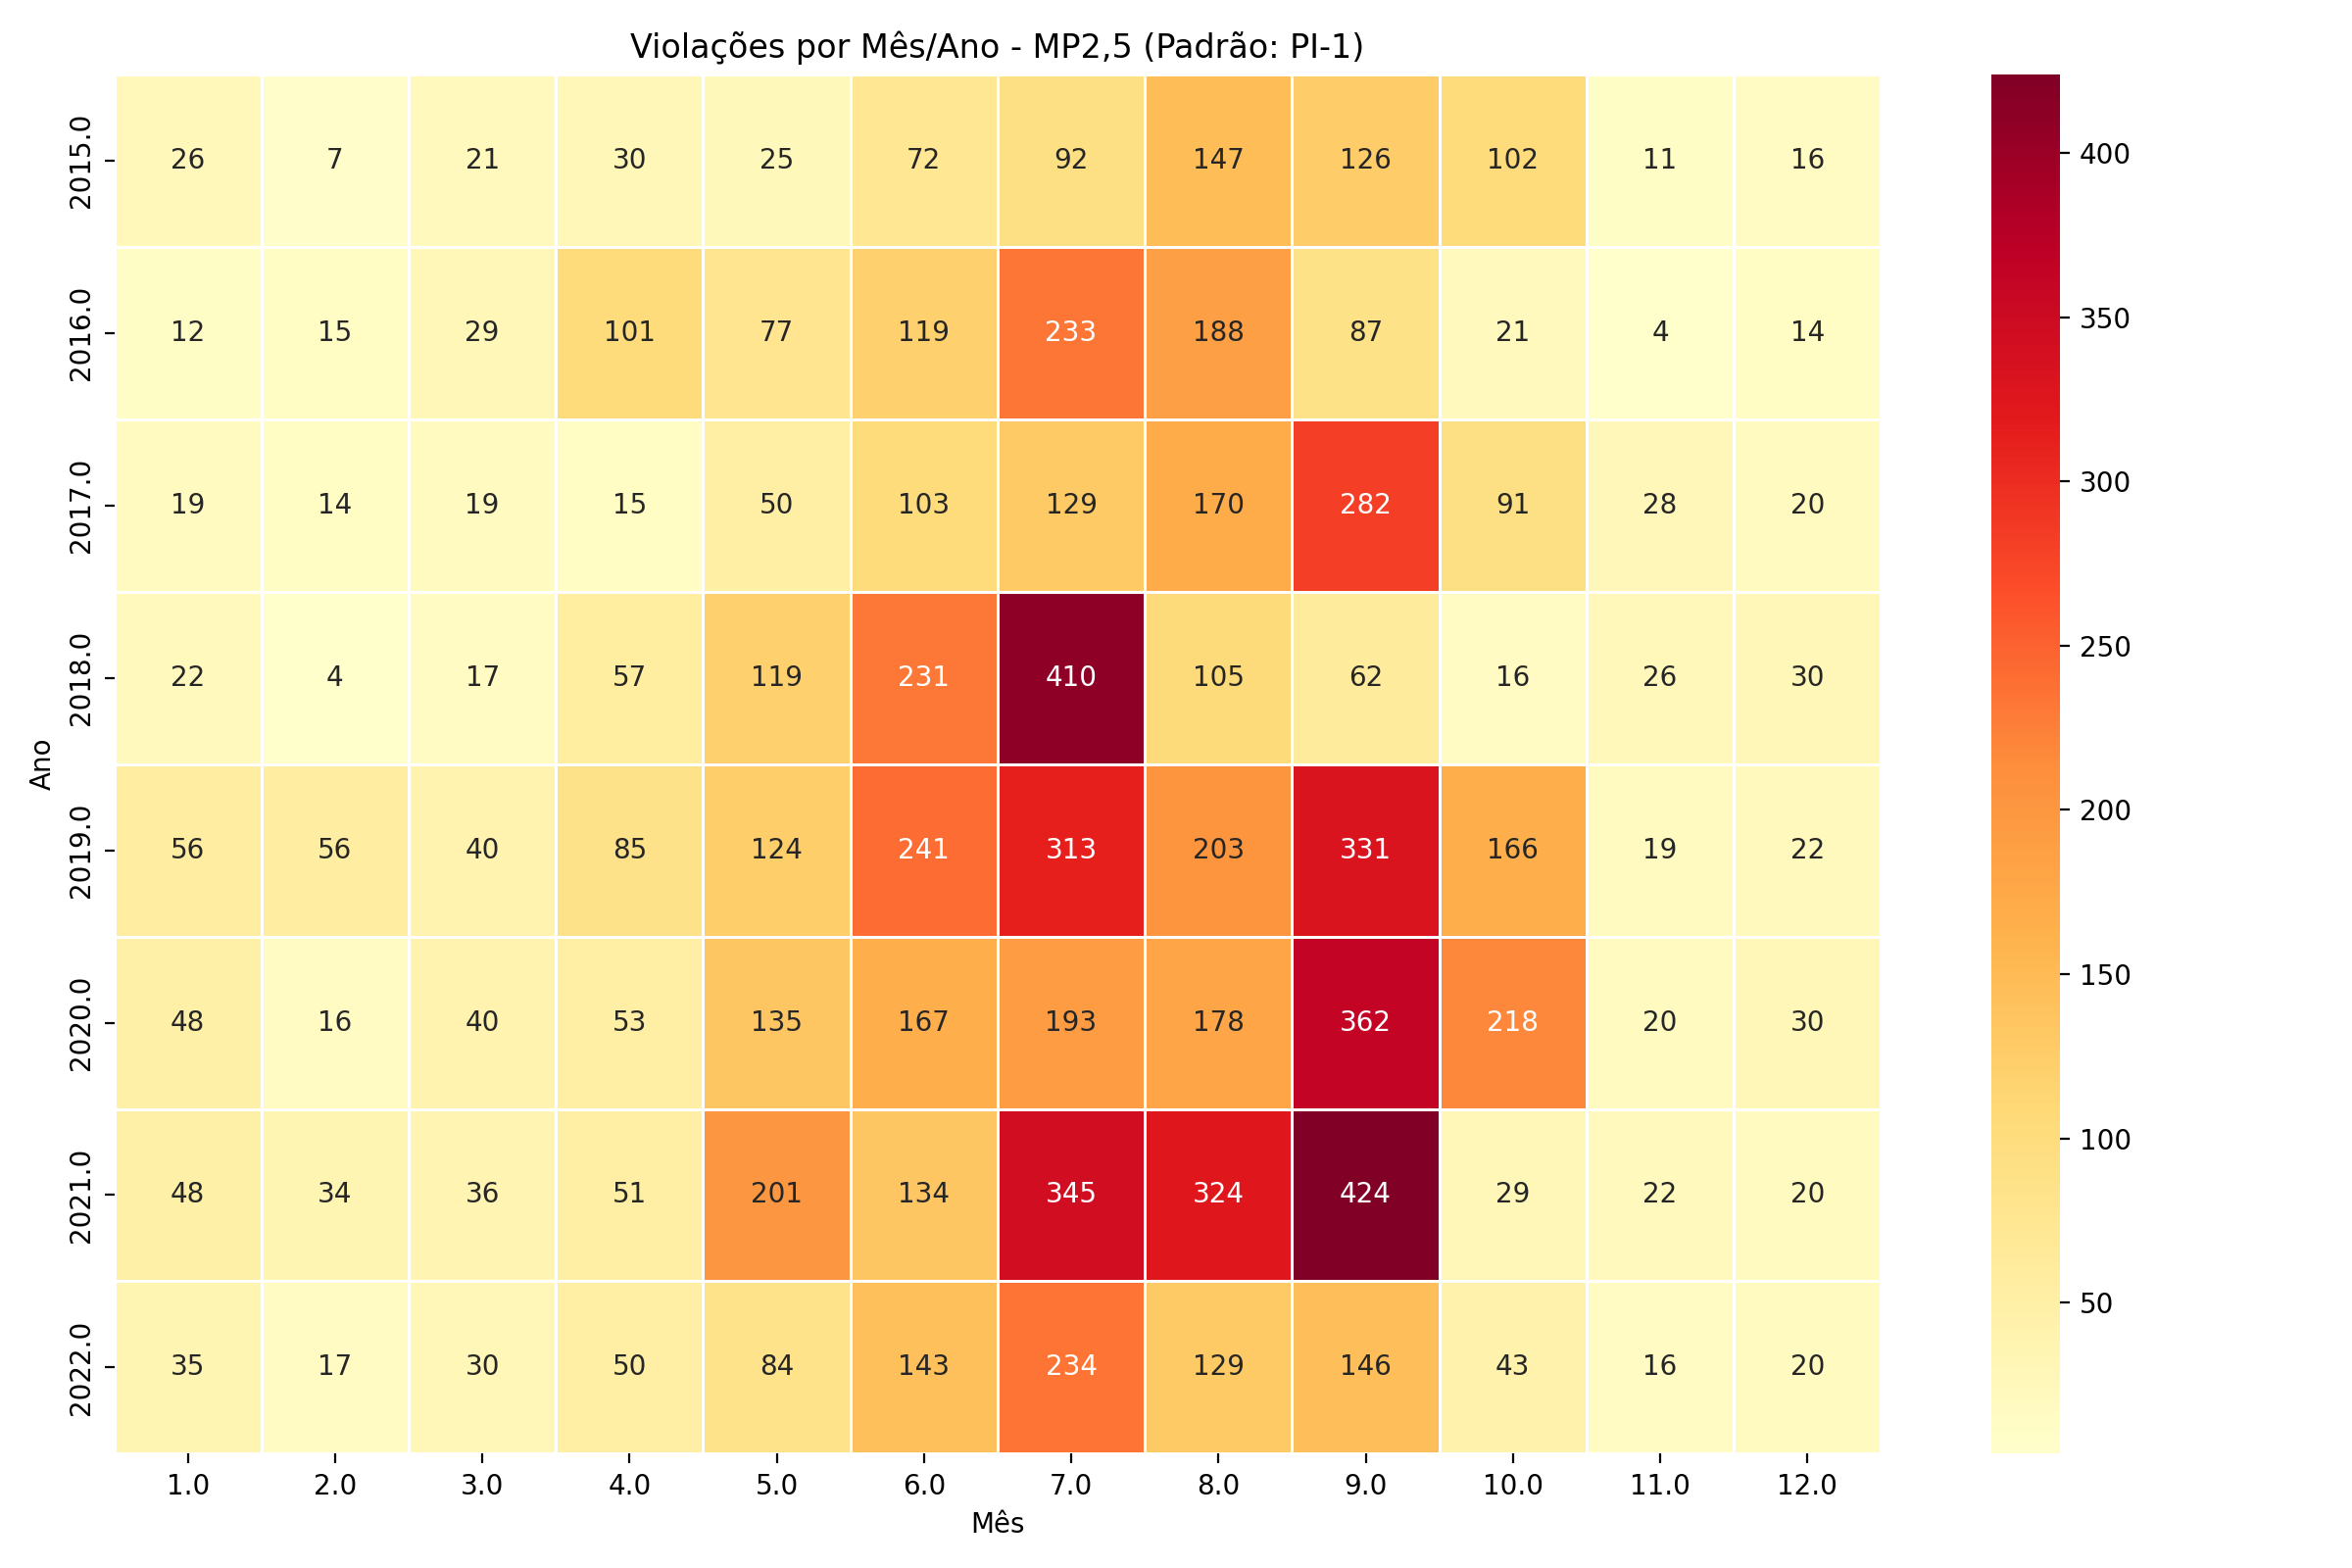 Violações por Mês/Ano - MP2,5 (Padrão: PI-1)
Ano
2015.0 26 7 21 30 25 72 92 147 126 102 11 16
2016.0 12 15 29 101 77 119 233 188 87 21 4 14
2017.0 19 14 19 15 50 103 129 170 282 91 28 20
2018.0 22 4 17 57 119 231 410 105 62 16 26 30
2019.0 56 56 40 85 124 241 313 203 331 166 19 22
2020.0 48 16 40 53 135 167 193 178 362 218 20 30
2021.0 48 34 36 51 201 134 345 324 424 29 22 20
2022.0 35 17 30 50 84 143 234 129 146 43 16 20
1.0 2.0 3.0 4.0 5.0 6.0 7.0 8.0 9.0 10.0 11.0 12.0
Mês
400
350
300
250
200
150
100
50